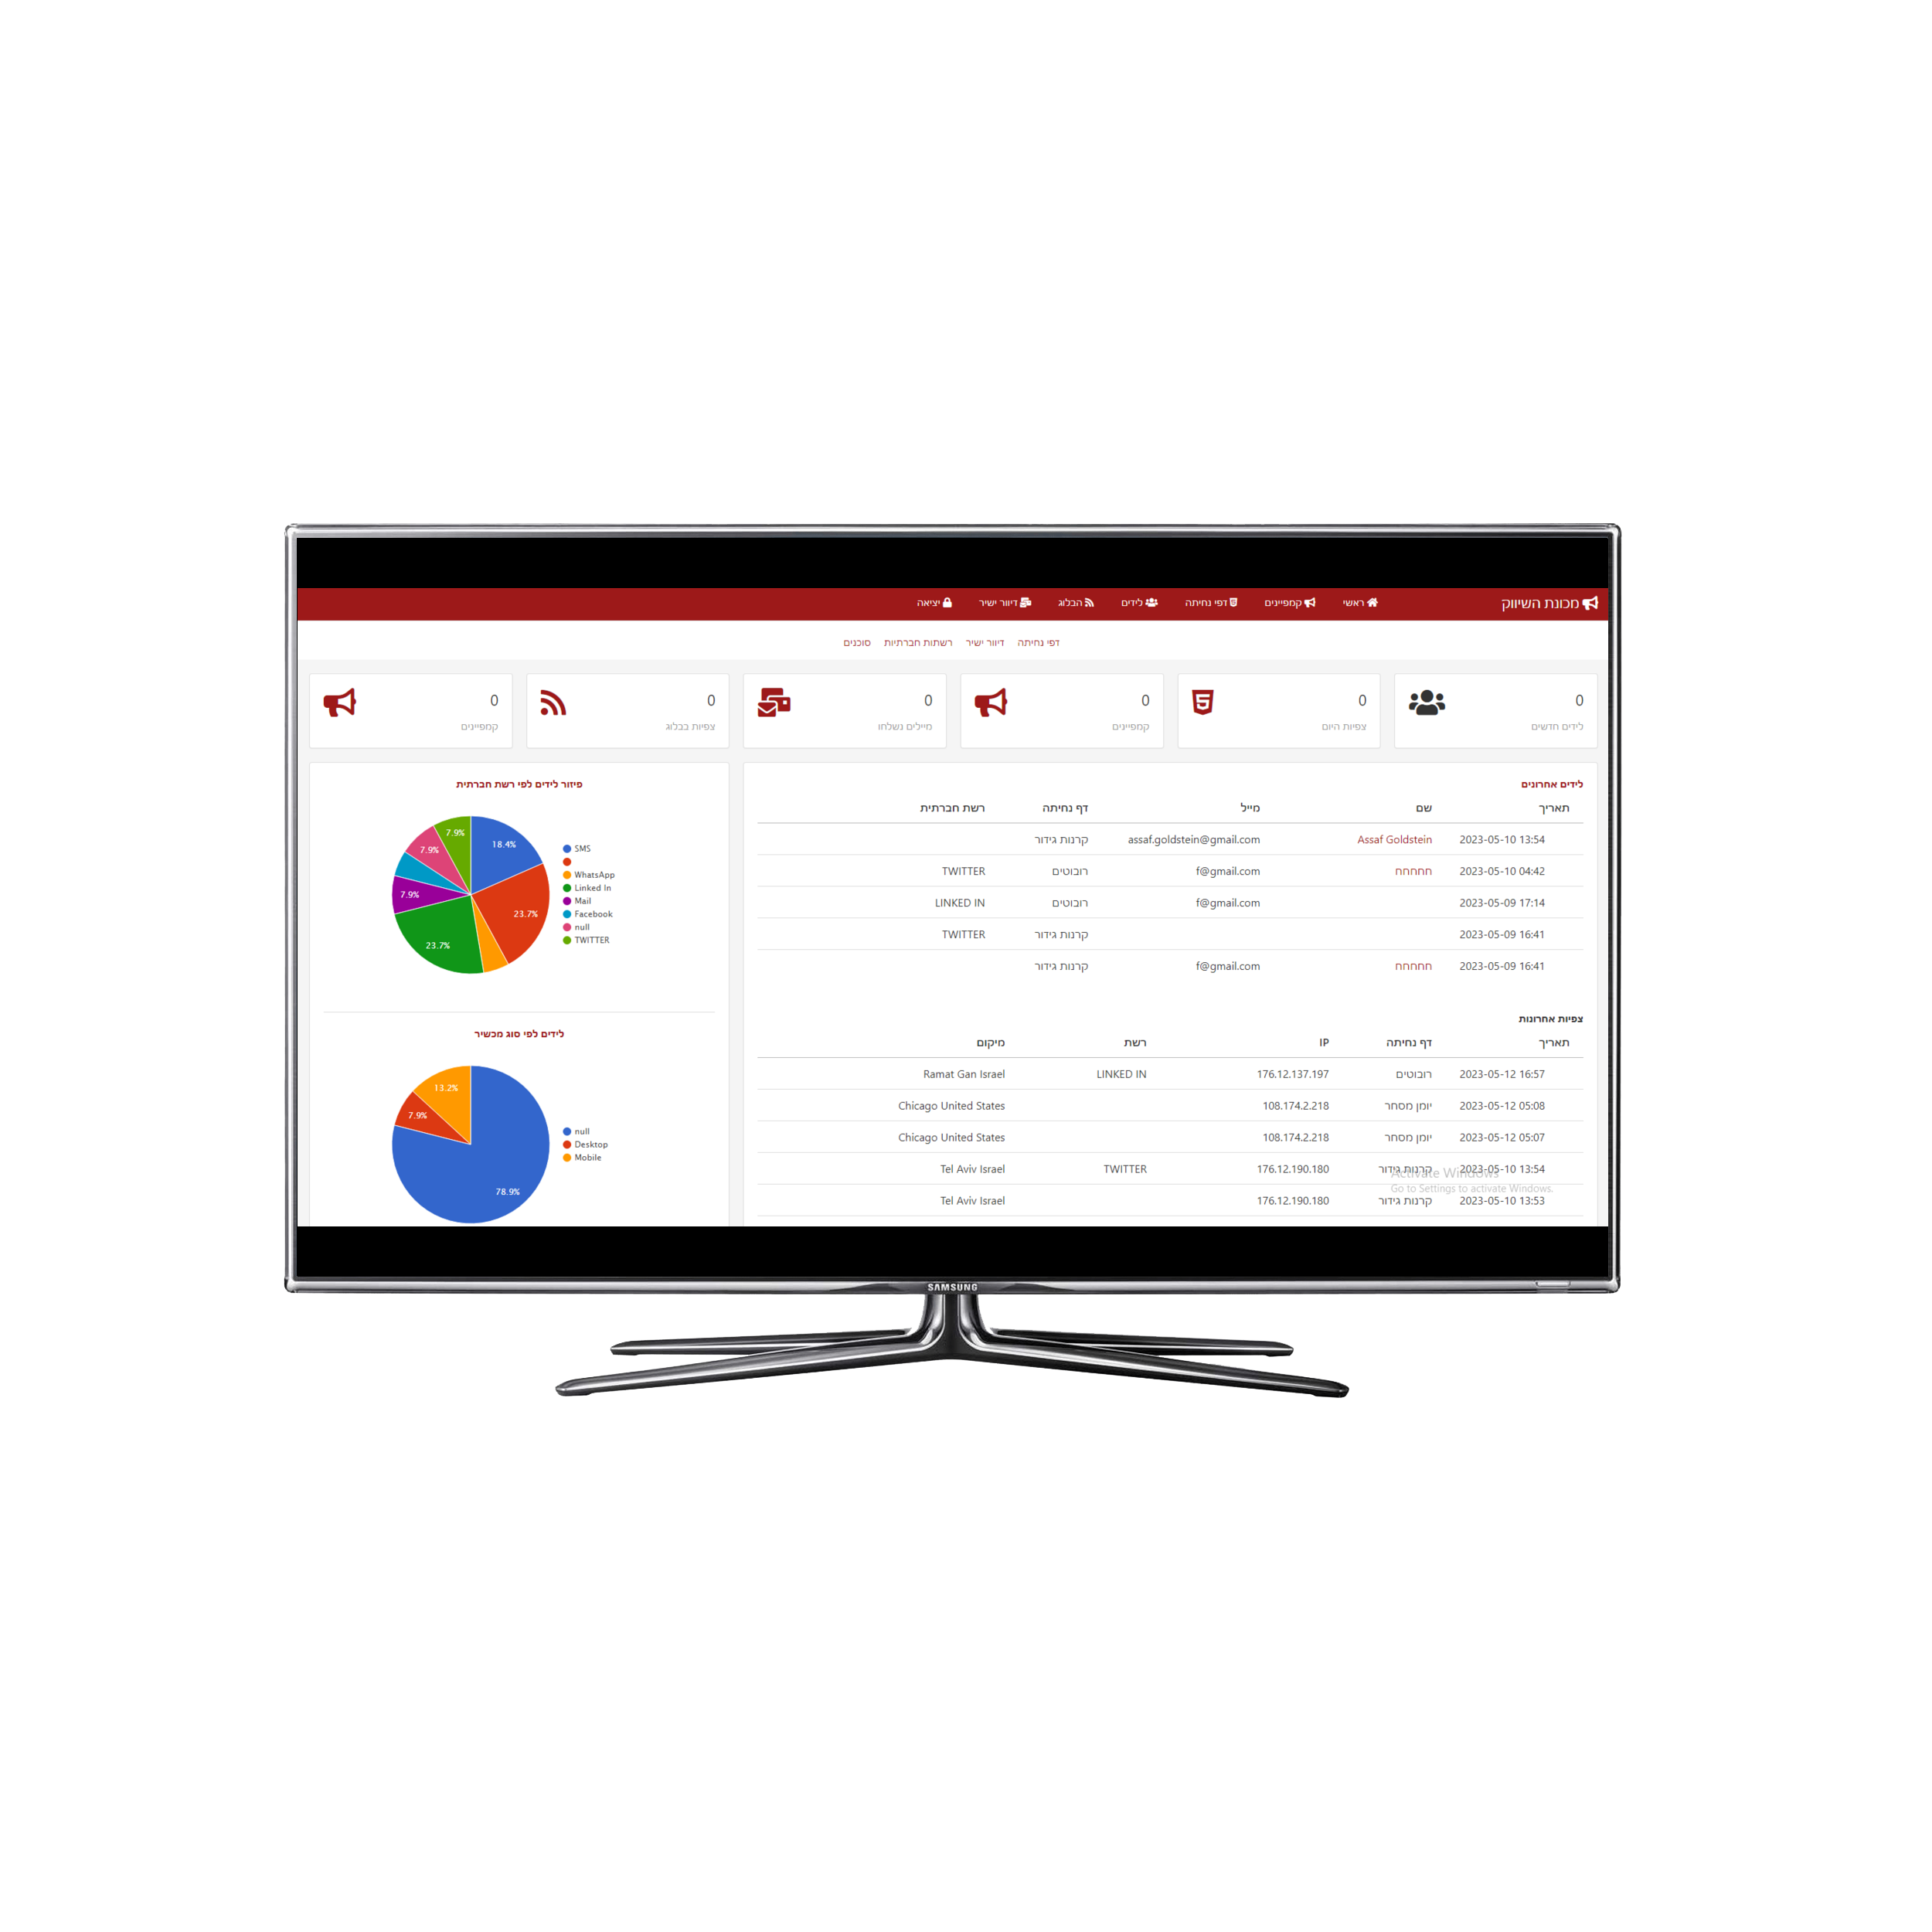 מכונת השיווק
ראשי
קמפיינים
דפי נחיתה
לידים
הבלוג
דיוור ישיר
יציאה
דפי נחיתה דיוור ישיר רשתות חברתיות סוכנים
0
לידים חדשים
0
צפיות היום
0
קמפיינים
0
מיילים נשלחו
0
צפיות בבלוג
0
קמפיינים
לידים אחרונים
תאריך שם מייל דף נחיתה רשת חברתית
2023-05-10 13:54 Assaf Goldstein assaf.goldstein@gmail.com קרנות גידור
2023-05-10 04:42 חחחחח f@gmail.com רובוטים TWITTER
2023-05-09 17:14 f@gmail.com רובוטים LINKED IN
2023-05-09 16:41 קרנות גידור TWITTER
2023-05-09 16:41 חחחחח f@gmail.com קרנות גידור
צפיות אחרונות
תאריך דף נחיתה IP רשת מיקום
2023-05-12 16:57 רובוטים 176.12.137.197 LINKED IN Ramat Gan Israel
2023-05-12 05:08 יומן מסחר 108.174.2.218 Chicago United States
2023-05-12 05:07 יומן מסחר 108.174.2.218 Chicago United States
2023-05-10 13:54 קרנות גידור 176.12.190.180 TWITTER Tel Aviv Israel
2023-05-10 13:53 קרנות גידור 176.12.190.180 Tel Aviv Israel
Activate Windows
Go to Settings to activate Windows.
פיזור לידים לפי רשת חברתית
18.4%
23.7%
23.7%
7.9%
7.9%
7.9%
SMS
WhatsApp
Linked In
Mail
Facebook
null
TWITTER
לידים לפי סוג מכשיר
13.2%
7.9%
78.9%
null
Desktop
Mobile
SAMSUNG